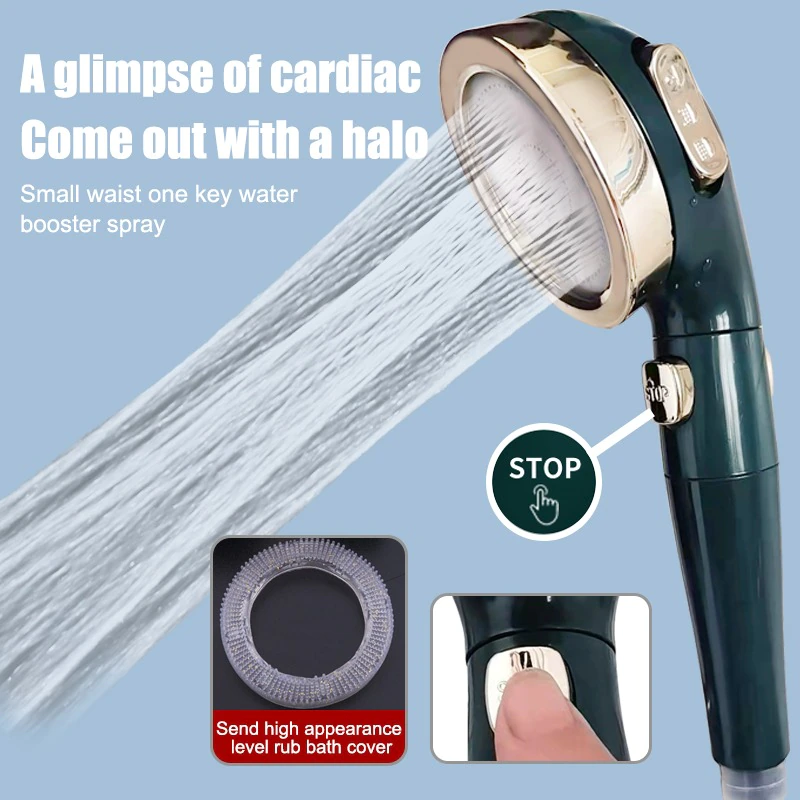 A glimpse of cardiac
Come out with a halo
Small waist one key water
booster spray
STOP
STOP
Send high appearance
level rub bath cover